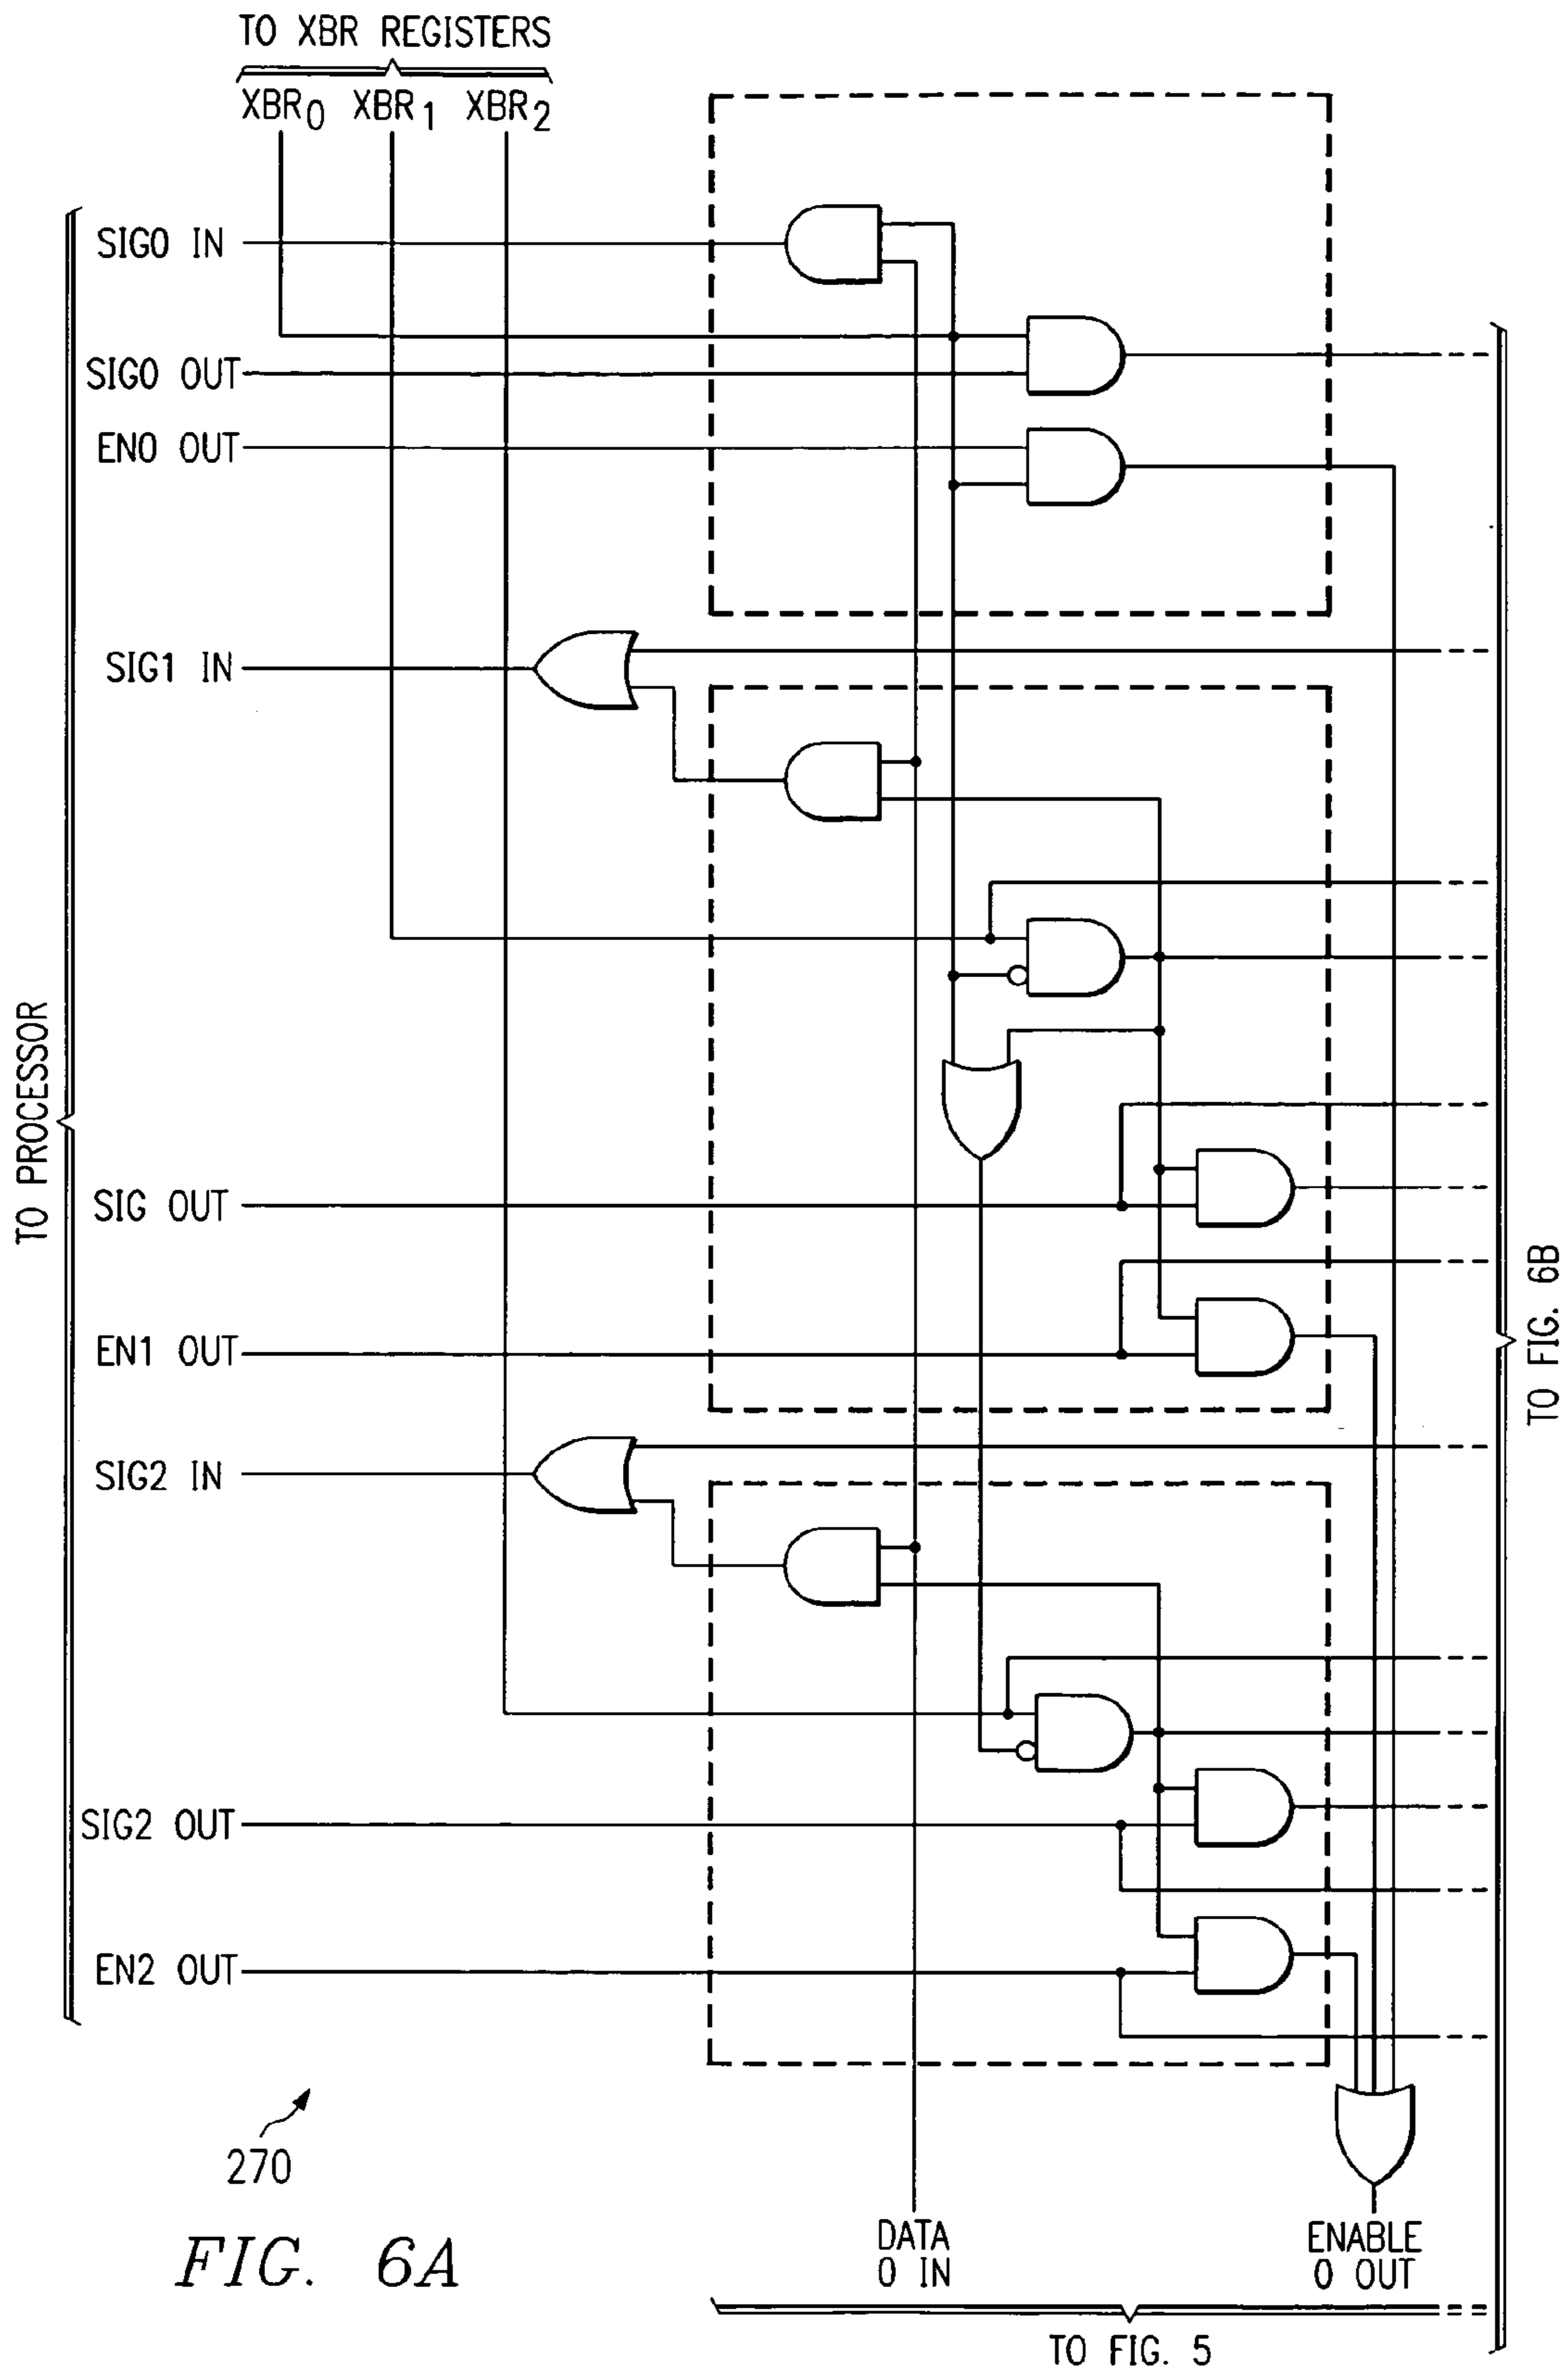 TO XBR REGISTERS
XBR0 XBR1 XBR2
SIG0 IN
SIG0 OUT
EN0 OUT
SIG1 IN
TO PROCESSOR
SIG OUT
EN1 OUT
TO FIG. 6B
SIG2 IN
SIG2 OUT
EN2 OUT
270
FIG. 6A
DATA
0 IN
ENABLE
0 OUT
TO FIG. 5